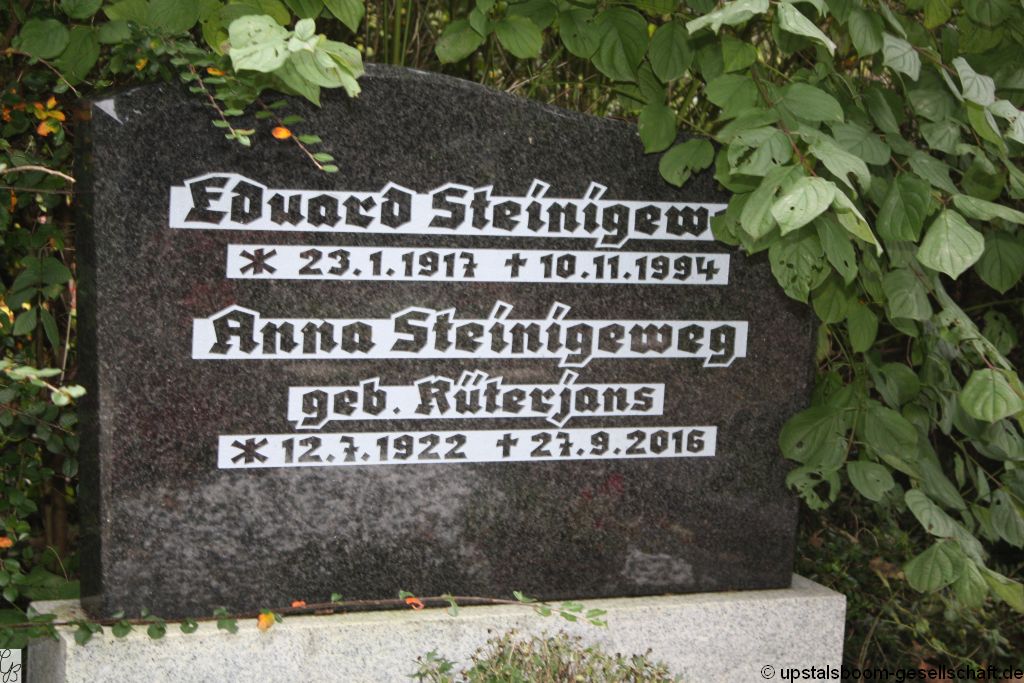 Eduard Steinigew
* 23.1.1917 † 10.11.1994
Anna Steinigeweg
geb. Küterjans
* 12.7.1922 † 27.9.2016
© upstalsboom-gesellschaft.de